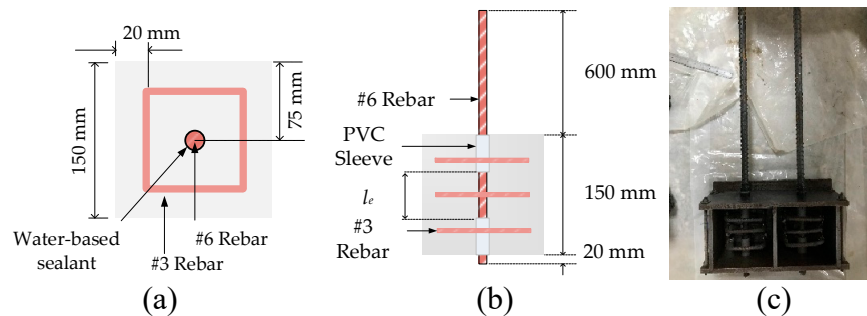 20 mm
150 mm
75 mm
Water-based
sealant
#6 Rebar
#3 Rebar
(a)
#6 Rebar
PVC
Sleeve
lₑ
#3
Rebar
600 mm
150 mm
20 mm
(b)
(c)